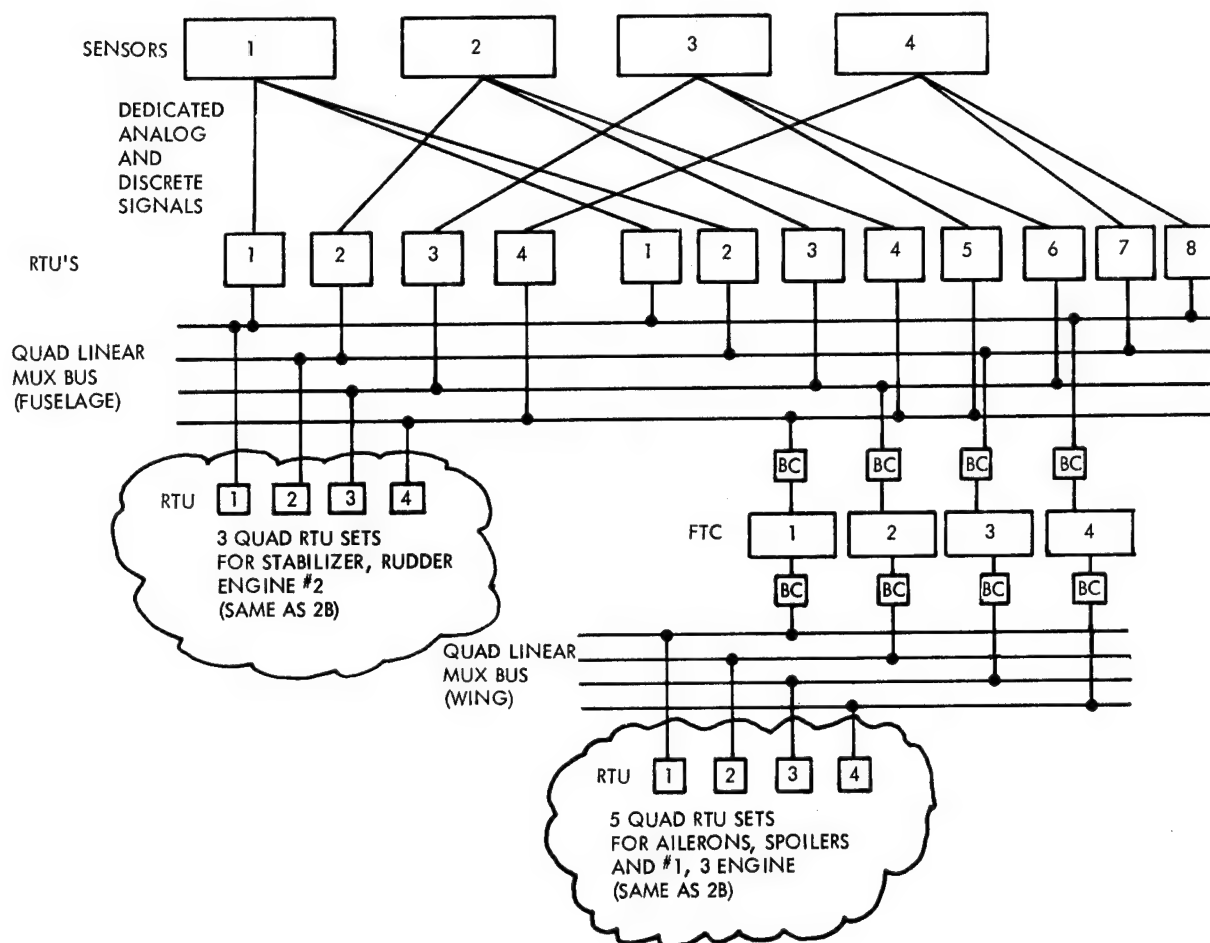 SENSORS 1 2 3 4
DEDICATED
ANALOG
AND
DISCRETE
SIGNALS
RTU'S 1 2 3 4 1 2 3 4 5 6 7 8
QUAD LINEAR
MUX BUS
(FUSELAGE)
BC BC BC BC
RTU 1 2 3 4
3 QUAD RTU SETS
FOR STABILIZER, RUDDER
ENGINE #2
(SAME AS 2B)
FTC 1 2 3 4
BC BC BC BC
QUAD LINEAR
MUX BUS
(WING)
RTU 1 2 3 4
5 QUAD RTU SETS
FOR AILERONS, SPOILERS
AND #1, 3 ENGINE
(SAME AS 2B)